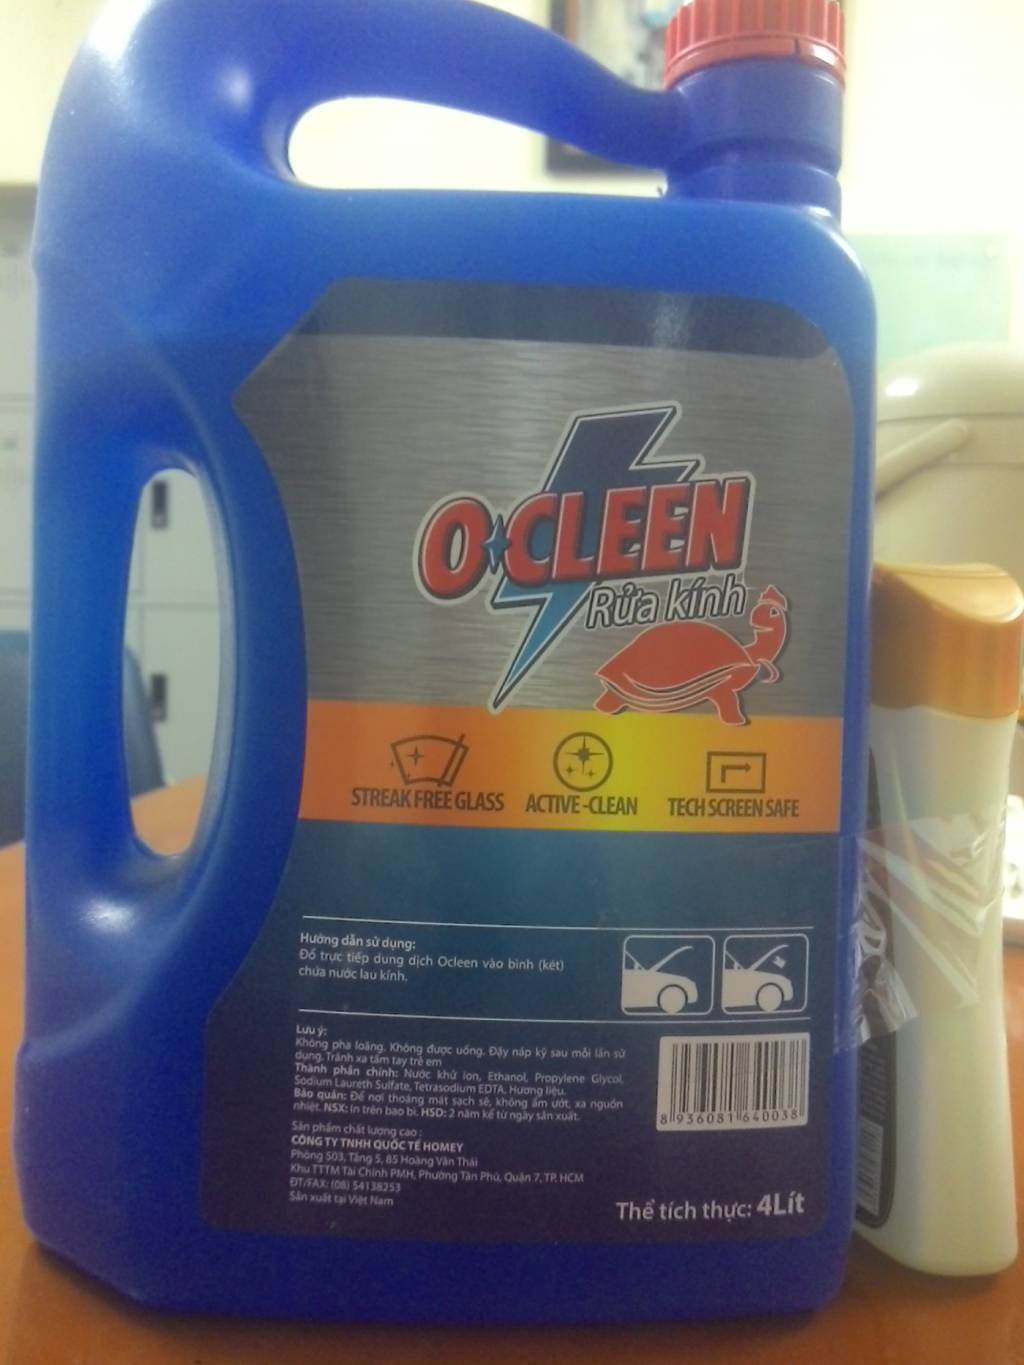 O CLEEN
Rửa kính
STREAK FREE GLASS
ACTIVE-CLEAN
TECH SCREEN SAFE
Hướng dẫn sử dụng:
Đổ trực tiếp dung dịch Ocleen vào bình (két)
chứa nước lau kính.
Lưu ý:
Không pha loãng. Không được uống. Đậy nắp kỹ sau mỗi lần sử
dụng. Tránh xa tầm tay trẻ em
Thành phần chính: Nước khử ion, Ethanol, Propylene Glycol,
Sodium Laureth Sulfate, Tetrasodium EDTA, Hương liệu.
Bảo quản: Để nơi thoáng mát sạch sẽ, không ẩm ướt, xa nguồn
nhiệt. NSX: In trên bao bì. HSD: 2 năm kể từ ngày sản xuất.
8 936081 640038
Sản phẩm chất lượng cao :
CÔNG TY TNHH QUỐC TẾ HOMEY
Phòng 503, Tầng 5, 85 Hoàng Văn Thái
Khu TTTM Tài Chính PMH, Phường Tân Phú, Quận 7, TP. HCM
ĐT/FAX: (08) 54138253
Sản xuất tại Việt Nam
Thể tích thực: 4Lít